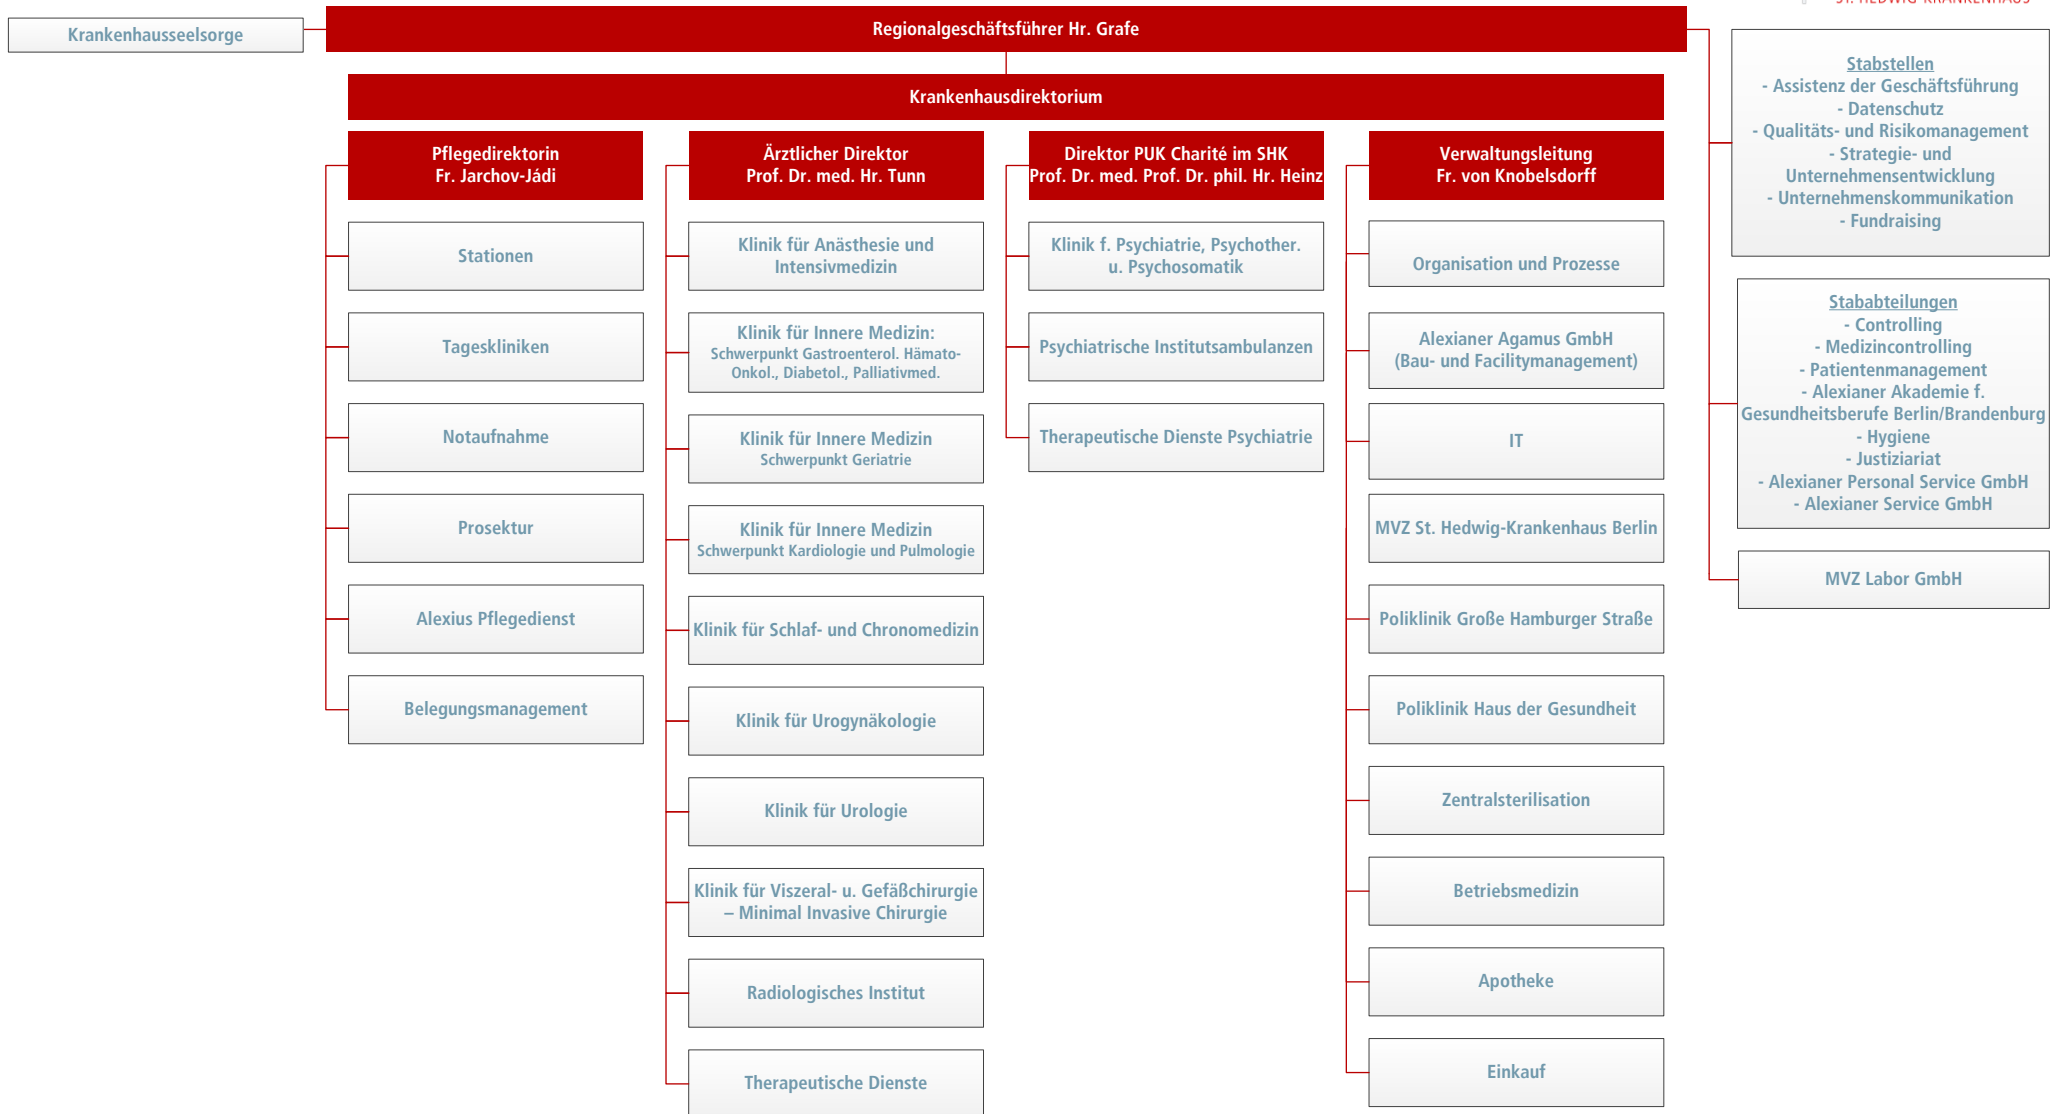 ST. HEDWIG-KRANKENHAUS
Krankenhausseelsorge
Regionalgeschäftsführer Hr. Grafe
Krankenhausdirektorium
Pflegedirektorin
Fr. Jarchov-Jádi
Stationen
Tageskliniken
Notaufnahme
Prosektur
Alexius Pflegedienst
Belegungsmanagement
Ärztlicher Direktor
Prof. Dr. med. Hr. Tunn
Klinik für Anästhesie und
Intensivmedizin
Klinik für Innere Medizin:
Schwerpunkt Gastroenterol. Hämato-
Onkol., Diabetol., Palliativmed.
Klinik für Innere Medizin
Schwerpunkt Geriatrie
Klinik für Innere Medizin
Schwerpunkt Kardiologie und Pulmologie
Klinik für Schlaf- und Chronomedizin
Klinik für Urogynäkologie
Klinik für Urologie
Klinik für Viszeral- u. Gefäßchirurgie
– Minimal Invasive Chirurgie
Radiologisches Institut
Therapeutische Dienste
Direktor PUK Charité im SHK
Prof. Dr. med. Prof. Dr. phil. Hr. Heinz
Klinik f. Psychiatrie, Psychother.
u. Psychosomatik
Psychiatrische Institutsambulanzen
Therapeutische Dienste Psychiatrie
Verwaltungsleitung
Fr. von Knobelsdorff
Organisation und Prozesse
Alexianer Agamus GmbH
(Bau- und Facilitymanagement)
IT
MVZ St. Hedwig-Krankenhaus Berlin
Poliklinik Große Hamburger Straße
Poliklinik Haus der Gesundheit
Zentralsterilisation
Betriebsmedizin
Apotheke
Einkauf
Stabstellen
- Assistenz der Geschäftsführung
- Datenschutz
- Qualitäts- und Risikomanagement
- Strategie- und
Unternehmensentwicklung
- Unternehmenskommunikation
- Fundraising
Stababteilungen
- Controlling
- Medizincontrolling
- Patientenmanagement
- Alexianer Akademie f.
Gesundheitsberufe Berlin/Brandenburg
- Hygiene
- Justiziariat
- Alexianer Personal Service GmbH
- Alexianer Service GmbH
MVZ Labor GmbH